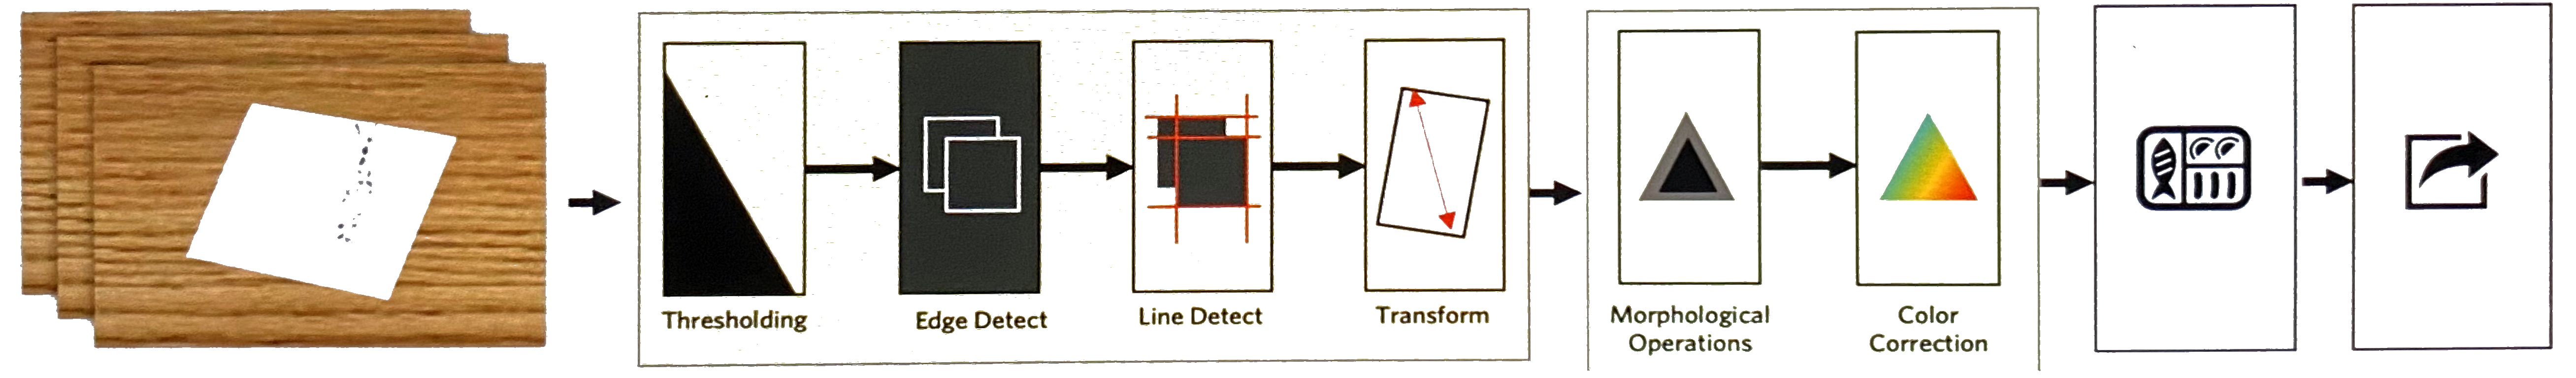 Thresholding
Edge Detect
Line Detect
Transform
Morphological
Operations
Color
Correction